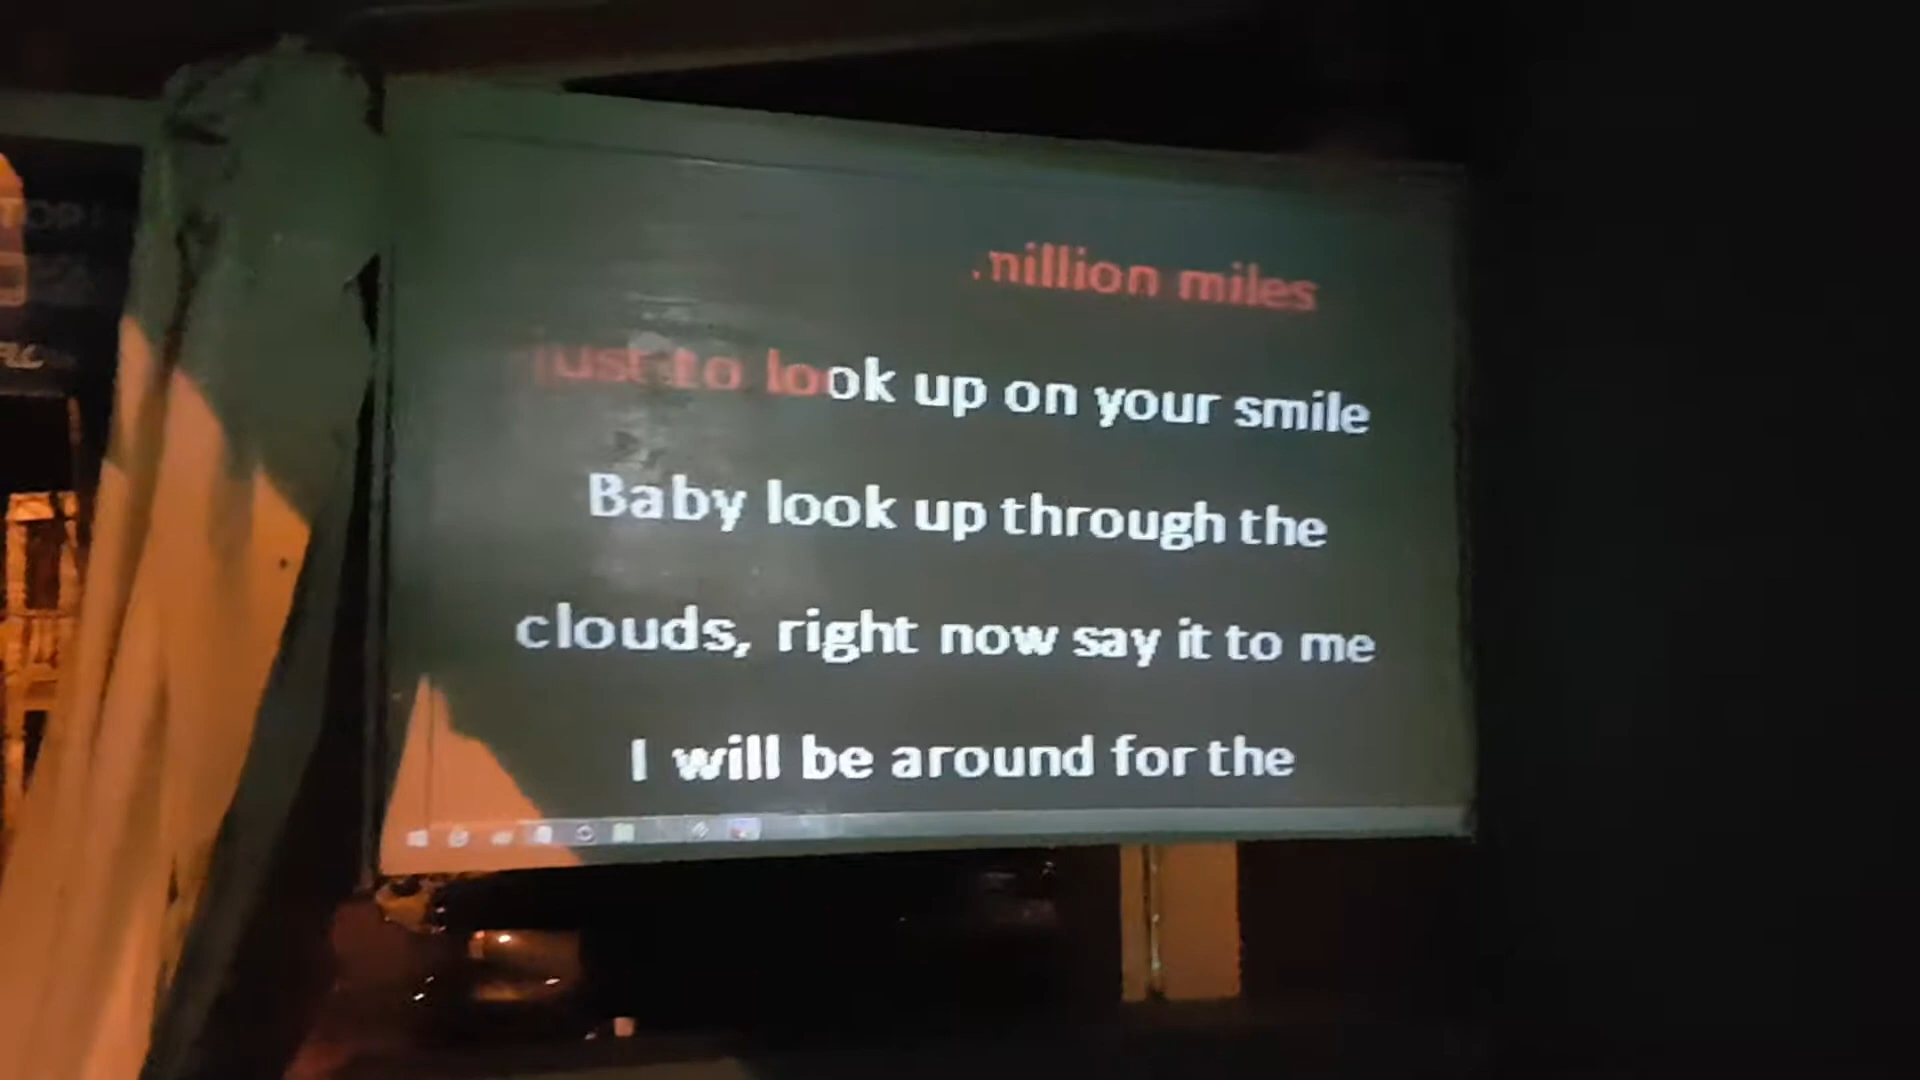 million miles
just to look up on your smile
Baby look up through the
clouds, right now say it to me
I will be around for the
TOP